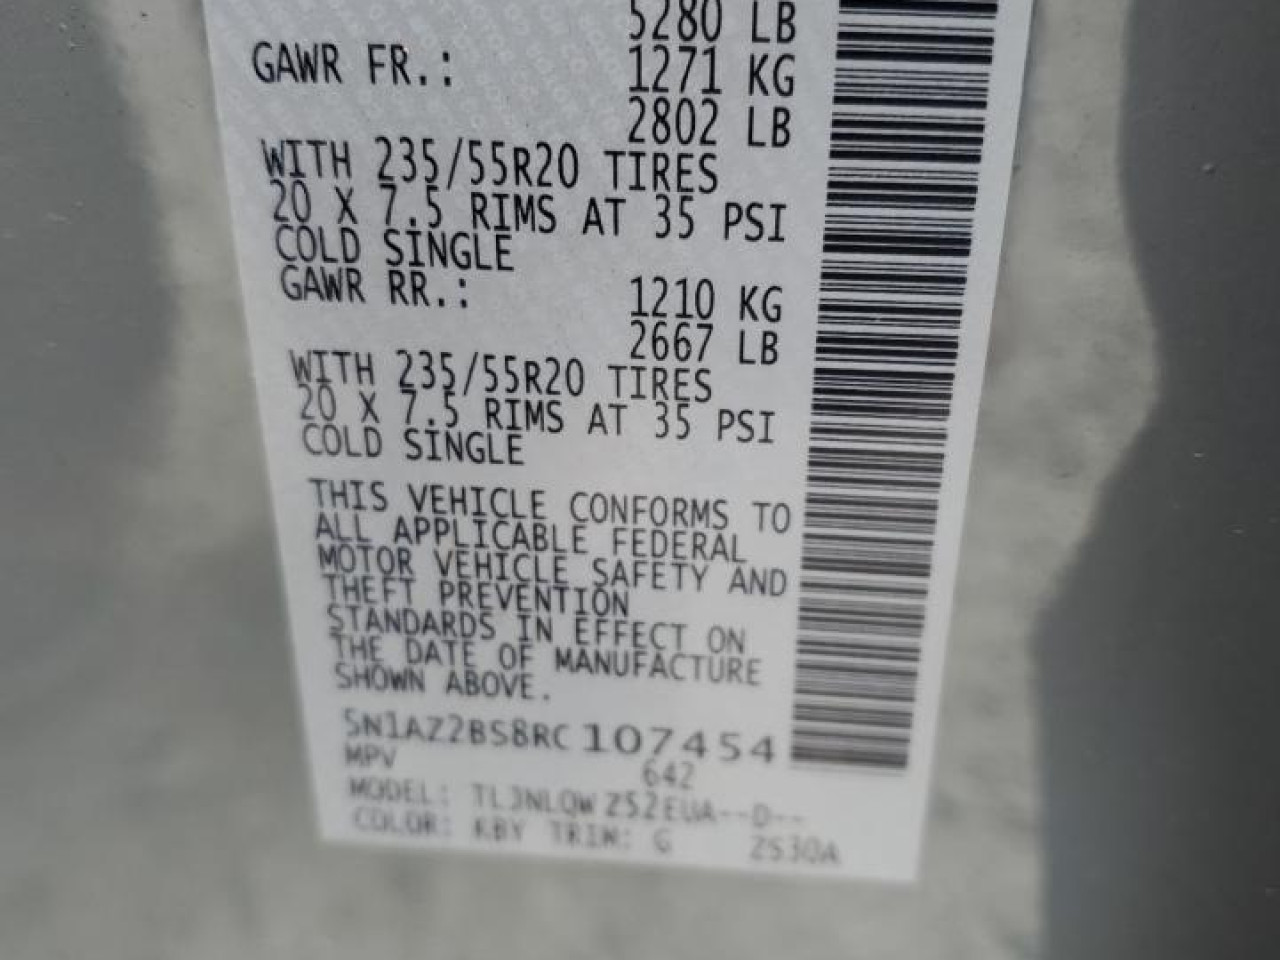 5280 LB
GAWR FR.: 1271 KG
2802 LB
WITH 235/55R20 TIRES
20 X 7.5 RIMS AT 35 PSI
COLD SINGLE
GAWR RR.: 1210 KG
2667 LB
WITH 235/55R20 TIRES
20 X 7.5 RIMS AT 35 PSI
COLD SINGLE
THIS VEHICLE CONFORMS TO
ALL APPLICABLE FEDERAL
MOTOR VEHICLE SAFETY AND
THEFT PREVENTION
STANDARDS IN EFFECT ON
THE DATE OF MANUFACTURE
SHOWN ABOVE.
5N1AZ2BS8RC107454
MPV 642
MODEL: TLJNLQW Z52EUA--D--
COLOR: KBY TRIM: G ZS30A